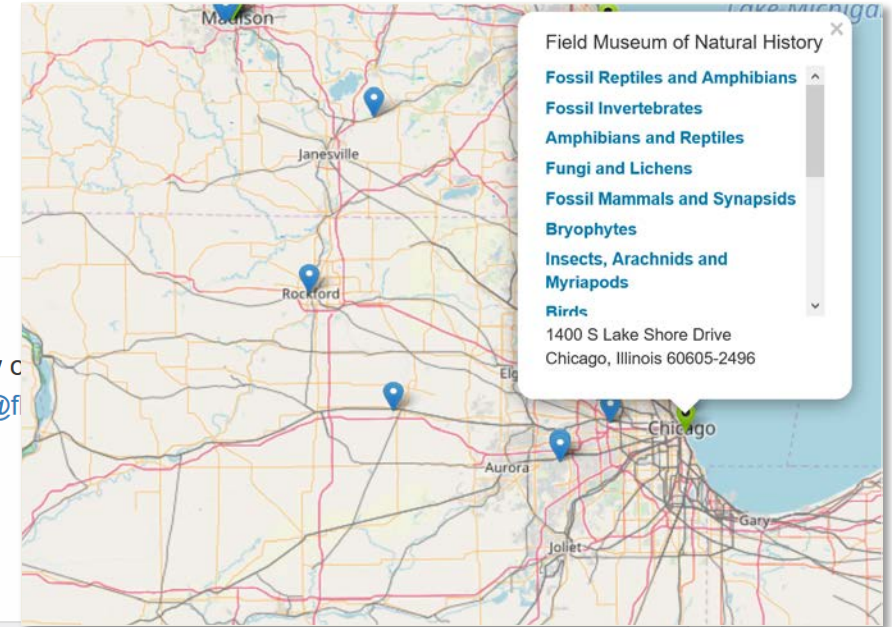 Madison
Lake Michiga
Field Museum of Natural History
×
Fossil Reptiles and Amphibians
Fossil Invertebrates
Amphibians and Reptiles
Fungi and Lichens
Fossil Mammals and Synapsids
Bryophytes
Insects, Arachnids and
Myriapods
Birds
1400 S Lake Shore Drive
Chicago, Illinois 60605-2496
Janesville
Rockford
Elg
Chicago
Aurora
Gary
Joliet
@fl